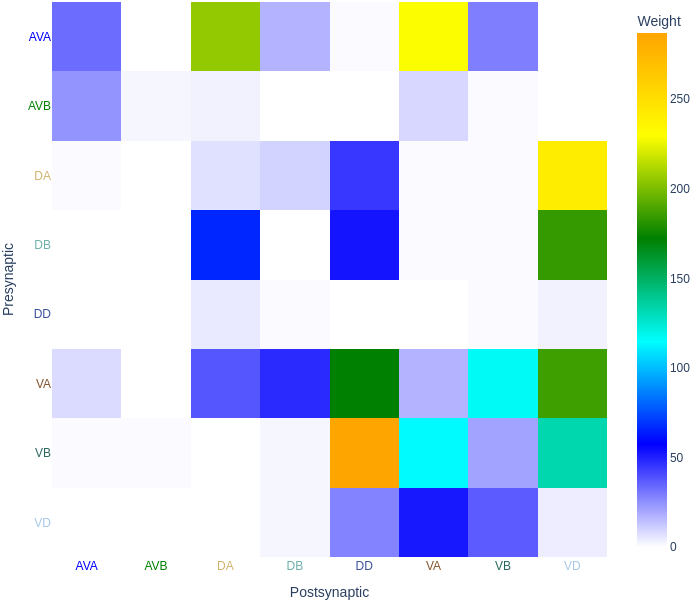 Weight
AVA
AVB
DA
DB
DD
VA
VB
VD
Presynaptic
250
200
150
100
50
0
AVA AVB DA DB DD VA VB VD
Postsynaptic